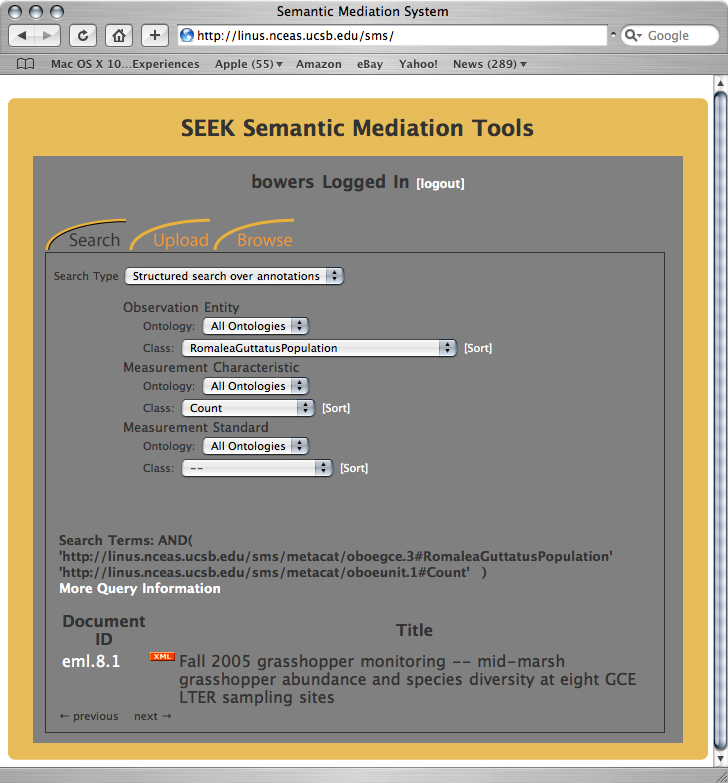 Semantic Mediation System
http://linus.nceas.ucsb.edu/sms/
Google
Mac OS X 10...Experiences Apple (55) Amazon eBay Yahoo! News (289)
SEEK Semantic Mediation Tools
bowers Logged In [logout]
Search Upload Browse
Search Type Structured search over annotations
Observation Entity
Ontology: All Ontologies
Class: RomaleaGuttatusPopulation [Sort]
Measurement Characteristic
Ontology: All Ontologies
Class: Count [Sort]
Measurement Standard
Ontology: All Ontologies
Class: -- [Sort]
Search Terms: AND(
'http://linus.nceas.ucsb.edu/sms/metacat/oboegce.3#RomaleaGuttatusPopulation'
'http://linus.nceas.ucsb.edu/sms/metacat/oboeunit.1#Count' )
More Query Information
Document
ID
Title
eml.8.1 XML Fall 2005 grasshopper monitoring -- mid-marsh
grasshopper abundance and species diversity at eight GCE
LTER sampling sites
← previous next →